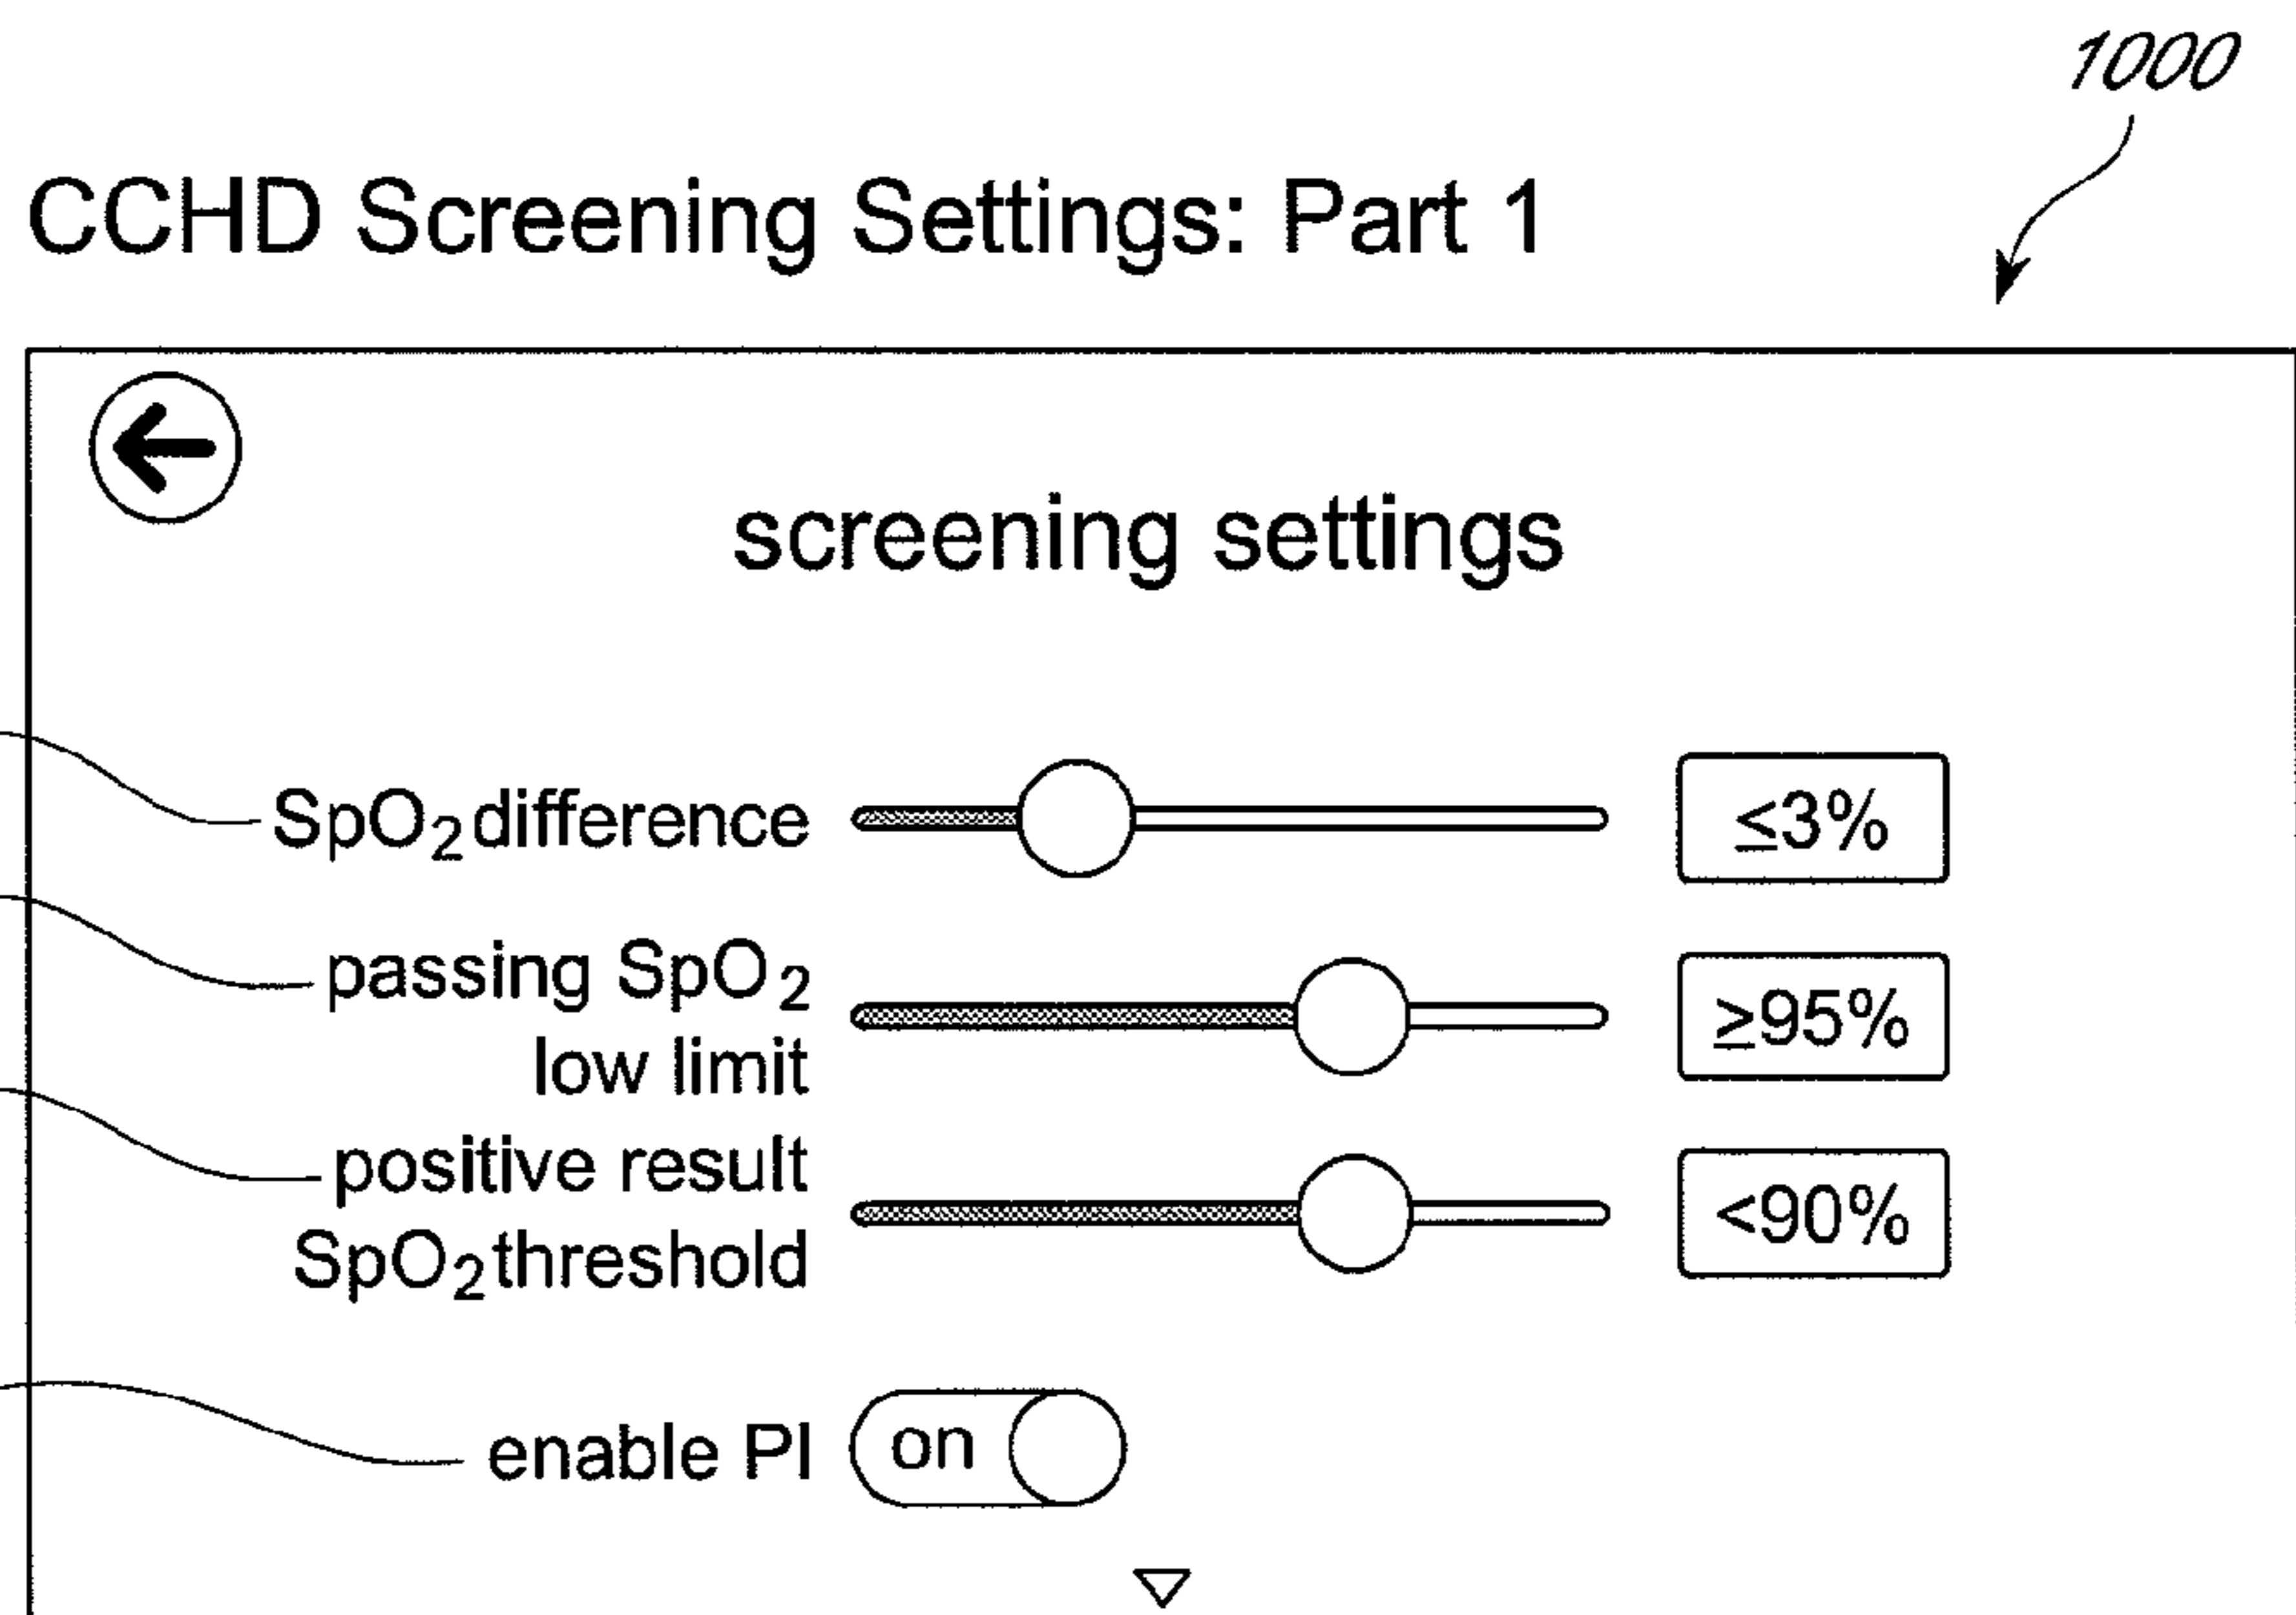 1000
CCHD Screening Settings: Part 1
screening settings
SpO₂ difference
≤3%
passing SpO₂
low limit
≥95%
positive result
SpO₂ threshold
<90%
enable PI
on